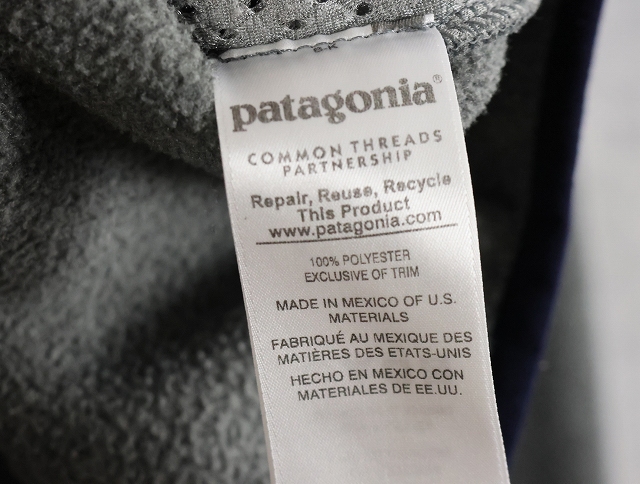 patagonia®
COMMON THREADS
PARTNERSHIP
Repair, Reuse, Recycle
This Product
www.patagonia.com
100% POLYESTER
EXCLUSIVE OF TRIM
MADE IN MEXICO OF U.S.
MATERIALS
FABRIQUÉ AU MEXIQUE DES
MATIÈRES DES ETATS-UNIS
HECHO EN MEXICO CON
MATERIALES DE EE.UU.